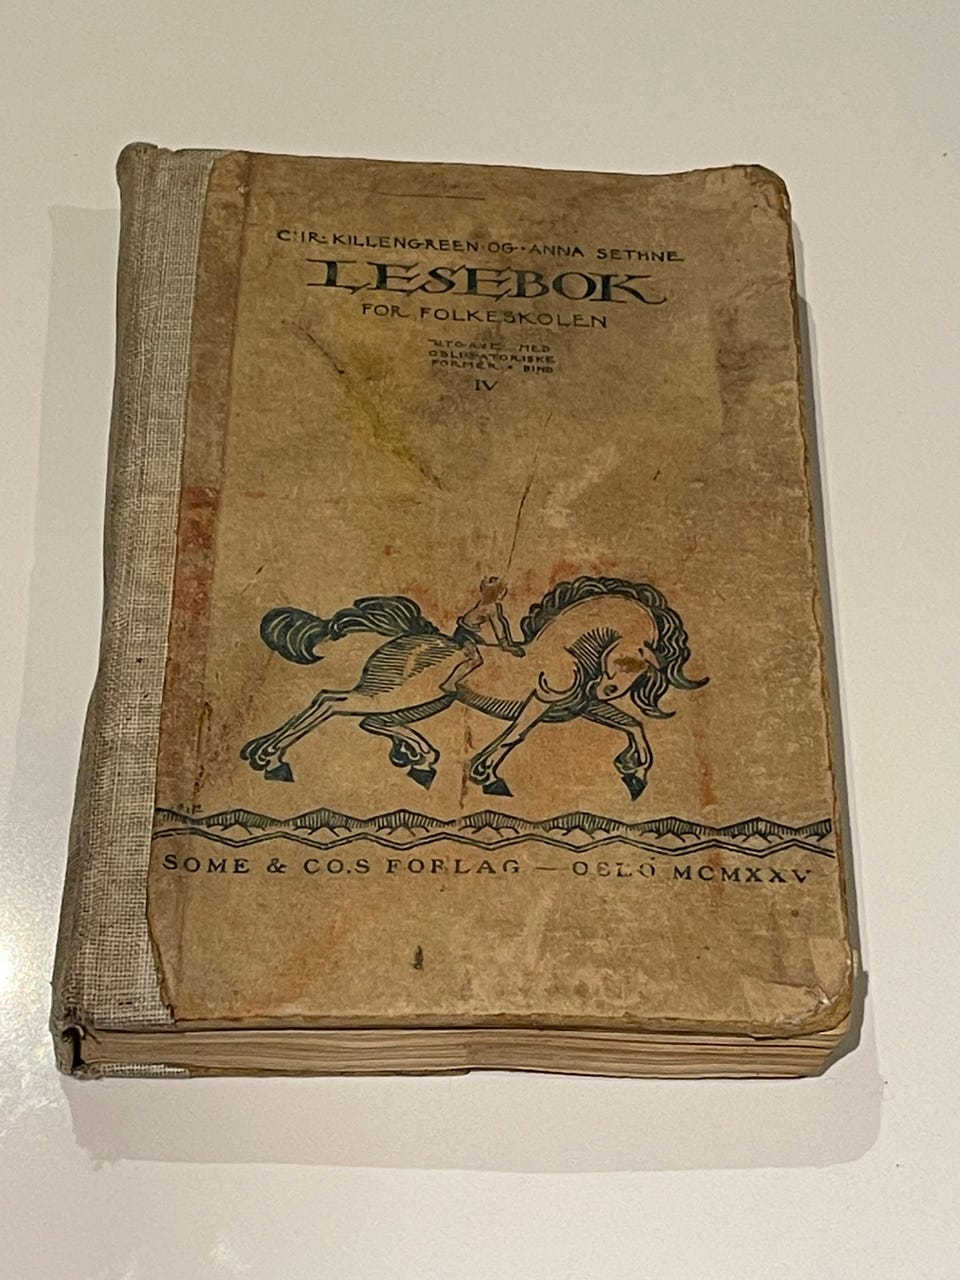 CHR. KILLENGREEN OG ANNA SETHNE
LESEBOK
FOR FOLKESKOLEN
UTGAVE MED
OBLIGATORISKE
FORMER • BIND
IV
SOME & CO.S FORLAG — OSLO MCMXXV